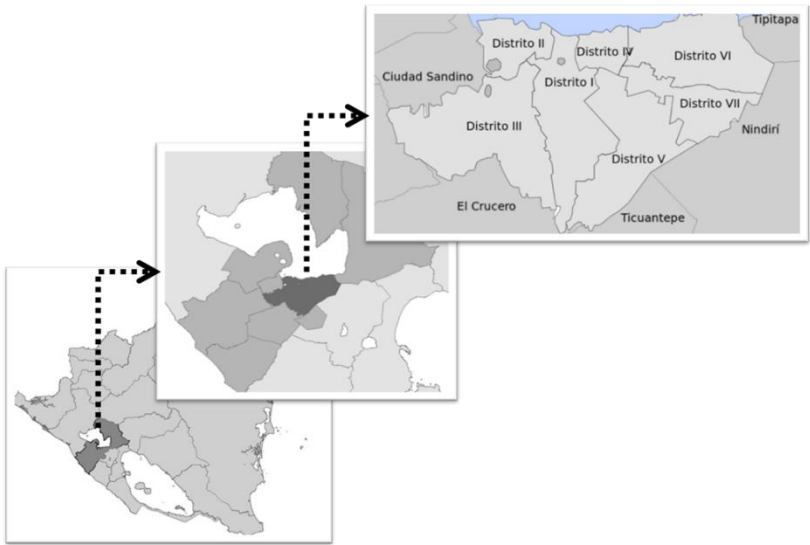 Tipitapa
Distrito II
Distrito IV
Distrito VI
Ciudad Sandino
Distrito I
Distrito VII
Distrito III
Nindirí
Distrito V
El Crucero
Ticuantepe